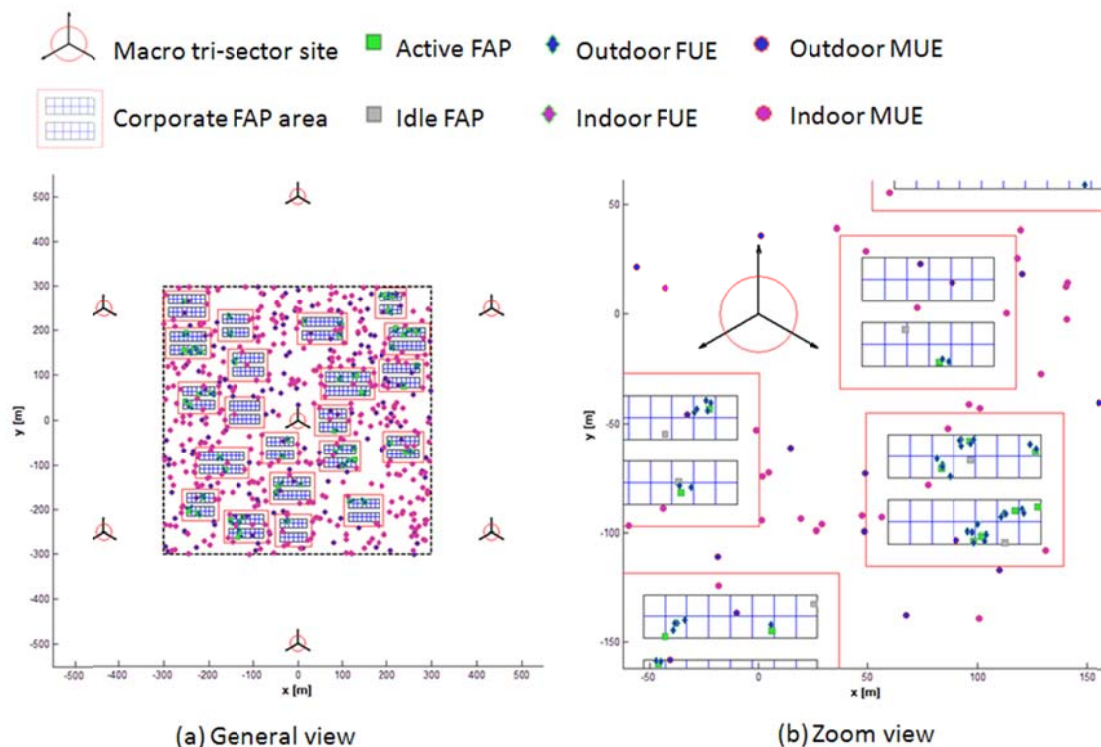 Macro tri-sector site
Active FAP
Outdoor FUE
Outdoor MUE
Corporate FAP area
Idle FAP
Indoor FUE
Indoor MUE
500
400
300
200
100
0
-100
-200
-300
-400
-500
y [m]
-500 -400 -300 -200 -100 0 100 200 300 400 500
x [m]
(a) General view
50
0
-50
-100
-150
y [m]
-50 0 50 100 150
x [m]
(b) Zoom view